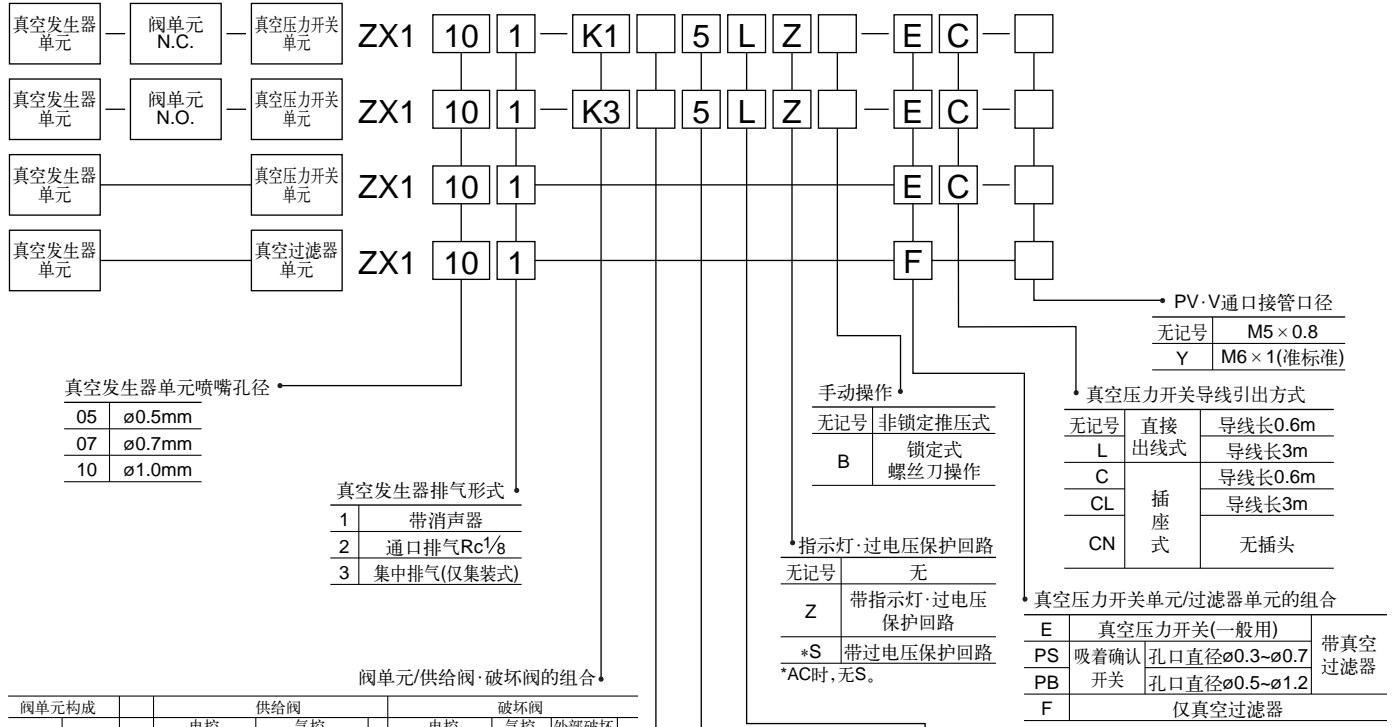 真空发生器单元 — 阀单元 N.C. — 真空压力开关单元 ZX1 10 1 — K1 5 L Z — E C —
真空发生器单元 — 阀单元 N.O. — 真空压力开关单元 ZX1 10 1 — K3 5 L Z — E C —
真空发生器单元 真空压力开关单元 ZX1 10 1 E C —
真空发生器单元 真空过滤器单元 ZX1 10 1 F
PV·V通口接管口径
无记号 M5×0.8
Y M6×1(准标准)
真空发生器单元喷嘴孔径
05 ø0.5mm
07 ø0.7mm
10 ø1.0mm
真空发生器排气形式
1 带消声器
2 通口排气Rc1⁄8
3 集中排气(仅集装式)
手动操作
无记号 非锁定推压式
B 锁定式
螺丝刀操作
真空压力开关导线引出方式
无记号 直接出线式 导线长0.6m
L 导线长3m
C 插座式 导线长0.6m
CL 导线长3m
CN 无插头
指示灯·过电压保护回路
无记号 无
Z 带指示灯·过电压
保护回路
*S 带过电压保护回路
*AC时,无S。
真空压力开关单元/过滤器单元的组合
E 真空压力开关(一般用) 带真空过滤器
PS 吸着确认开关 孔口直径ø0.3~ø0.7
PB 孔口直径ø0.5~ø1.2
F 仅真空过滤器
阀单元/供给阀·破坏阀的组合
阀单元构成 供给阀 破坏阀
电控 气控 电控 气控 外部破坏